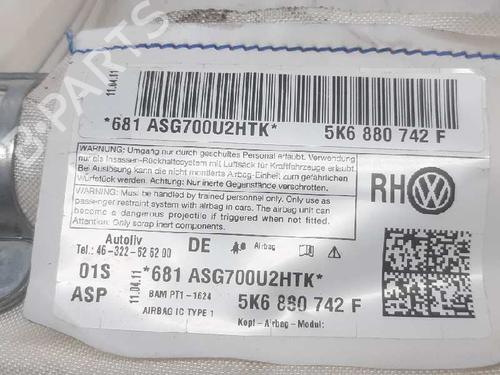 11.04.11
*681 ASG700U2HTK* 5K6 880 742 F
WARNING: Umgang nur durch geschultes Personal erlaubt. Verwendung
nur als Insassen-Rückhaltesystem mit Luftsack für Kraftfahrzeuge erlaubt.
Bei Auslösung kann das nicht montierte Airbag-Einheit zum gefährlichen
Wurfstück werden - Achtung: Nur inerte Gegenstände verschrotten.
WARNING: Must be handled by trained personnel only. Only use as
passenger restraint system with airbag in cars. The airbag unit can
become a dangerous projectile if triggered when not fitted.
Attention: Only scrap inert components.
RH
Autoliv DE Airbag
Tel.: 46-322-626200
01S *681 ASG700U2HTK*
ASP 11.04.11 BAM PT1-1624 5K6 880 742 F
AIRBAG IC TYPE 1 Kopf-Airbag-Modul: